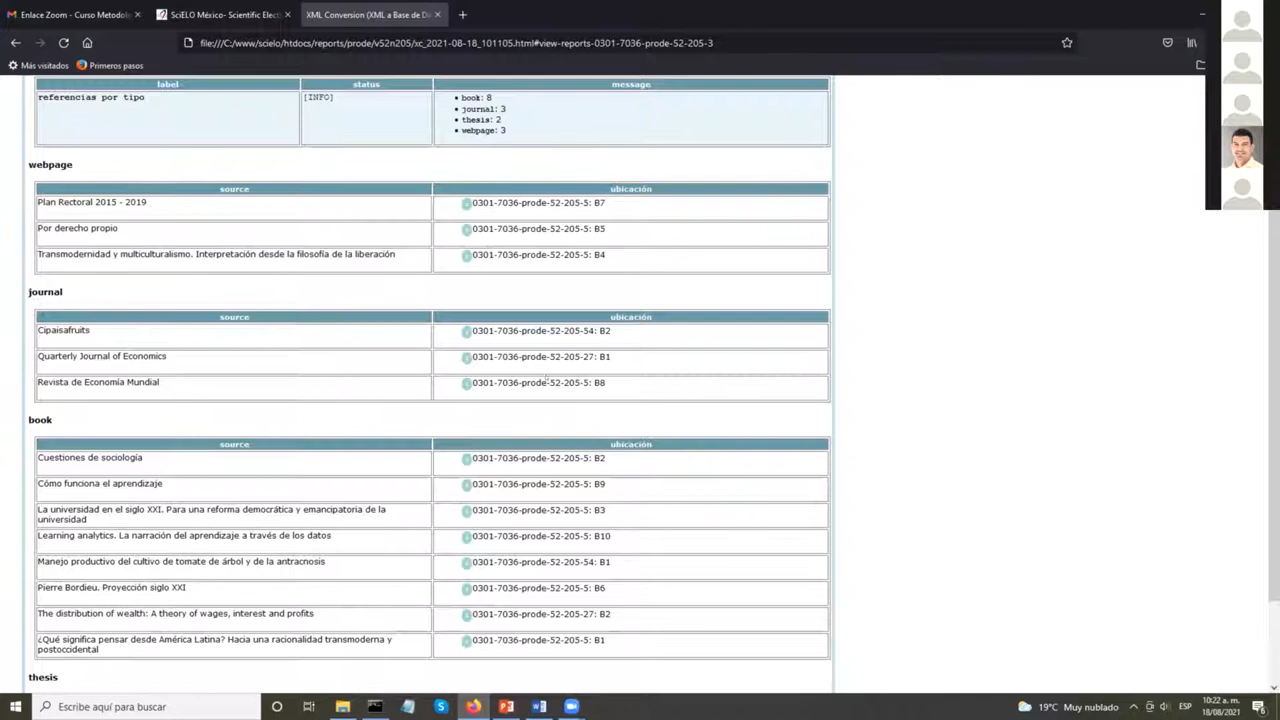 Enlace Zoom - Curso Metodolo
SciELO México- Scientific Elect
XML Conversion (XML a Base de Da
file:///C:/www/scielo/htdocs/reports/prode/v52n205/xc_2021-08-18_101105.html#view-reports-0301-7036-prode-52-205-3
Más visitados
Primeros pasos
label status message
referencias por tipo [INFO] • book: 8
• journal: 3
• thesis: 2
• webpage: 3
webpage
source ubicación
Plan Rectoral 2015 - 2019 0301-7036-prode-52-205-5: B7
Por derecho propio 0301-7036-prode-52-205-5: B5
Transmodernidad y multiculturalismo. Interpretación desde la filosofía de la liberación 0301-7036-prode-52-205-5: B4
journal
source ubicación
Cipaisafruits 0301-7036-prode-52-205-54: B2
Quarterly Journal of Economics 0301-7036-prode-52-205-27: B1
Revista de Economía Mundial 0301-7036-prode-52-205-5: B8
book
source ubicación
Cuestiones de sociología 0301-7036-prode-52-205-5: B2
Cómo funciona el aprendizaje 0301-7036-prode-52-205-5: B9
La universidad en el siglo XXI. Para una reforma democrática y emancipatoria de la 0301-7036-prode-52-205-5: B3
universidad
Learning analytics. La narración del aprendizaje a través de los datos 0301-7036-prode-52-205-5: B10
Manejo productivo del cultivo de tomate de árbol y de la antracnosis 0301-7036-prode-52-205-54: B1
Pierre Bordieu. Proyección siglo XXI 0301-7036-prode-52-205-5: B6
The distribution of wealth: A theory of wages, interest and profits 0301-7036-prode-52-205-27: B2
¿Qué significa pensar desde América Latina? Hacia una racionalidad transmoderna y 0301-7036-prode-52-205-5: B1
postoccidental
thesis
Escribe aquí para buscar
19°C Muy nublado
ESP
10:22 a. m.
18/08/2021